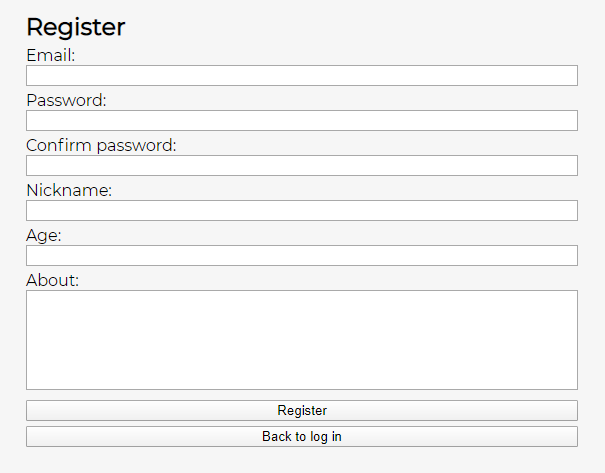 Register
Email:
Password:
Confirm password:
Nickname:
Age:
About:
Register
Back to log in